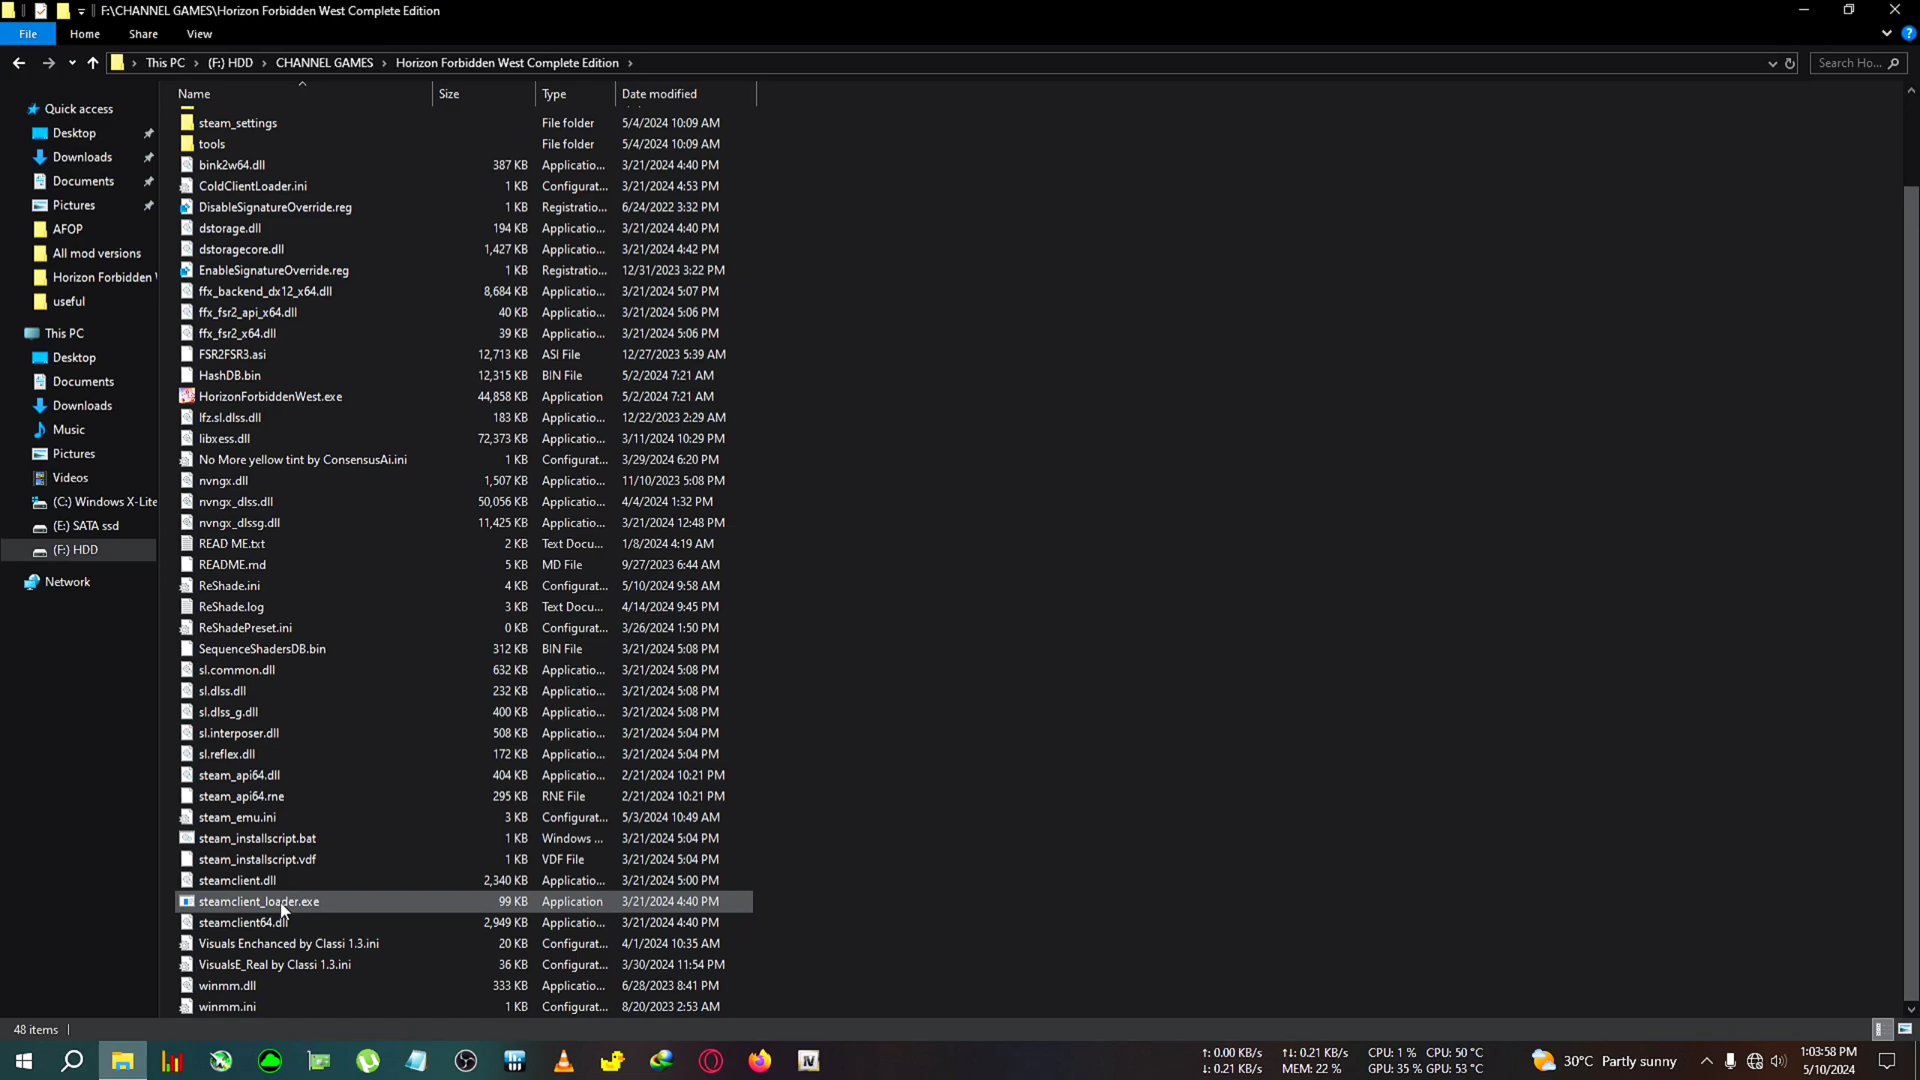 F:\CHANNEL GAMES\Horizon Forbidden West Complete Edition
File Home Share View
This PC (F:) HDD CHANNEL GAMES Horizon Forbidden West Complete Edition
Search Ho...
Quick access
Desktop
Downloads
Documents
Pictures
AFOP
All mod versions
Horizon Forbidden W
useful
This PC
Desktop
Documents
Downloads
Music
Pictures
Videos
(C:) Windows X-Lite
(E:) SATA ssd
(F:) HDD
Network
Name Size Type Date modified
steam_settings File folder 5/4/2024 10:09 AM
tools File folder 5/4/2024 10:09 AM
bink2w64.dll 387 KB Applicatio... 3/21/2024 4:40 PM
ColdClientLoader.ini 1 KB Configurat... 3/21/2024 4:53 PM
DisableSignatureOverride.reg 1 KB Registratio... 6/24/2022 3:32 PM
dstorage.dll 194 KB Applicatio... 3/21/2024 4:40 PM
dstoragecore.dll 1,427 KB Applicatio... 3/21/2024 4:42 PM
EnableSignatureOverride.reg 1 KB Registratio... 12/31/2023 3:22 PM
ffx_backend_dx12_x64.dll 8,684 KB Applicatio... 3/21/2024 5:07 PM
ffx_fsr2_api_x64.dll 40 KB Applicatio... 3/21/2024 5:06 PM
ffx_fsr2_x64.dll 39 KB Applicatio... 3/21/2024 5:06 PM
FSR2FSR3.asi 12,713 KB ASI File 12/27/2023 5:39 AM
HashDB.bin 12,315 KB BIN File 5/2/2024 7:21 AM
HorizonForbiddenWest.exe 44,858 KB Application 5/2/2024 7:21 AM
lfz.sl.dlss.dll 183 KB Applicatio... 12/22/2023 2:29 AM
libxess.dll 72,373 KB Applicatio... 3/11/2024 10:29 PM
No More yellow tint by ConsensusAi.ini 1 KB Configurat... 3/29/2024 6:20 PM
nvngx.dll 1,507 KB Applicatio... 11/10/2023 5:08 PM
nvngx_dlss.dll 50,056 KB Applicatio... 4/4/2024 1:32 PM
nvngx_dlssg.dll 11,425 KB Applicatio... 3/21/2024 12:48 PM
READ ME.txt 2 KB Text Docu... 1/8/2024 4:19 AM
README.md 5 KB MD File 9/27/2023 6:44 AM
ReShade.ini 4 KB Configurat... 5/10/2024 9:58 AM
ReShade.log 3 KB Text Docu... 4/14/2024 9:45 PM
ReShadePreset.ini 0 KB Configurat... 3/26/2024 1:50 PM
SequenceShadersDB.bin 312 KB BIN File 3/21/2024 5:08 PM
sl.common.dll 632 KB Applicatio... 3/21/2024 5:08 PM
sl.dlss.dll 232 KB Applicatio... 3/21/2024 5:08 PM
sl.dlss_g.dll 400 KB Applicatio... 3/21/2024 5:08 PM
sl.interposer.dll 508 KB Applicatio... 3/21/2024 5:04 PM
sl.reflex.dll 172 KB Applicatio... 3/21/2024 5:04 PM
steam_api64.dll 404 KB Applicatio... 2/21/2024 10:21 PM
steam_api64.rne 295 KB RNE File 2/21/2024 10:21 PM
steam_emu.ini 3 KB Configurat... 5/3/2024 10:49 AM
steam_installscript.bat 1 KB Windows ... 3/21/2024 5:04 PM
steam_installscript.vdf 1 KB VDF File 3/21/2024 5:04 PM
steamclient.dll 2,340 KB Applicatio... 3/21/2024 5:00 PM
steamclient_loader.exe 99 KB Application 3/21/2024 4:40 PM
steamclient64.dll 2,949 KB Applicatio... 3/21/2024 4:40 PM
Visuals Enchanced by Classi 1.3.ini 20 KB Configurat... 4/1/2024 10:35 AM
VisualsE_Real by Classi 1.3.ini 36 KB Configurat... 3/30/2024 11:54 PM
winmm.dll 333 KB Applicatio... 6/28/2023 8:41 PM
winmm.ini 1 KB Configurat... 8/20/2023 2:53 AM
48 items
↑: 0.00 KB/s ↑↓: 0.21 KB/s CPU: 1 % CPU: 50 °C
↓: 0.21 KB/s MEM: 22 % GPU: 35 % GPU: 53 °C
30°C Partly sunny
1:03:58 PM
5/10/2024
IV